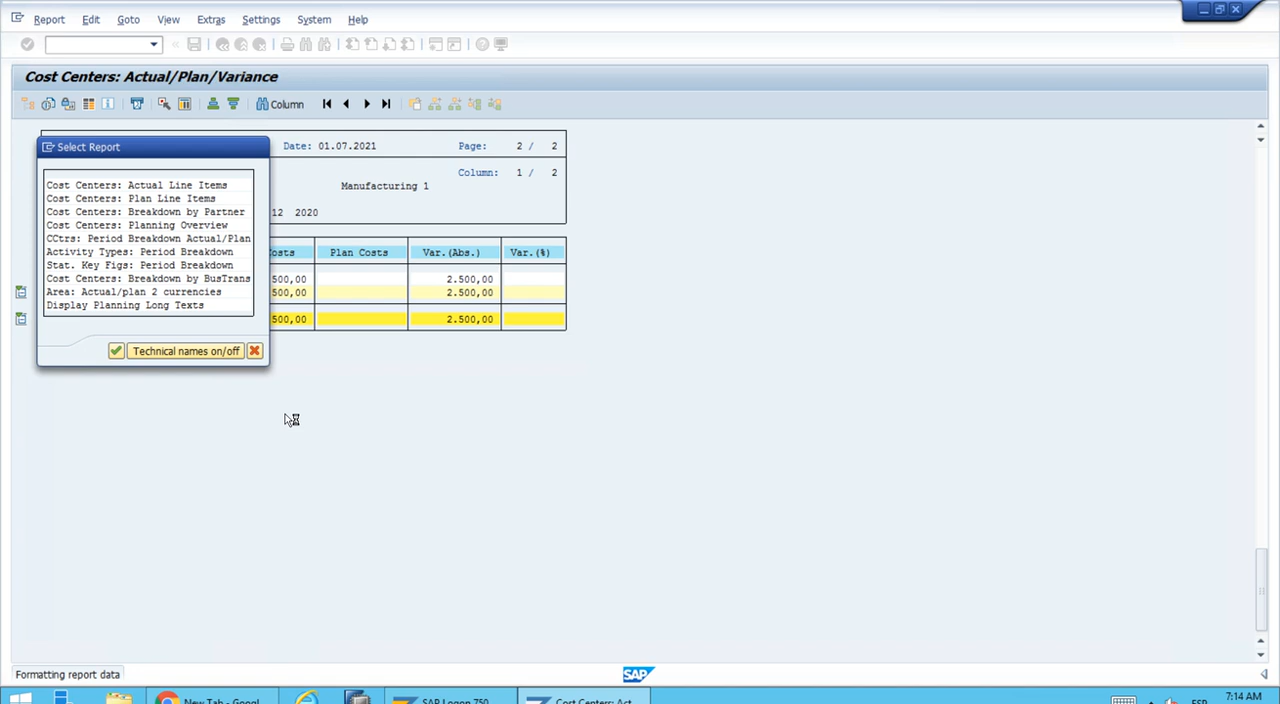 Report Edit Goto View Extras Settings System Help
Cost Centers: Actual/Plan/Variance
Column
Select Report
Date: 01.07.2021 Page: 2 / 2
Column: 1 / 2
Manufacturing 1
12 2020
Cost Centers: Actual Line Items
Cost Centers: Plan Line Items
Cost Centers: Breakdown by Partner
Cost Centers: Planning Overview
CCtrs: Period Breakdown Actual/Plan
Activity Types: Period Breakdown
Stat. Key Figs: Period Breakdown
Cost Centers: Breakdown by BusTrans
Area: Actual/plan 2 currencies
Display Planning Long Texts
Technical names on/off
Costs Plan Costs Var.(Abs.) Var.(%)
500,00 2.500,00
500,00 2.500,00
500,00 2.500,00
Formatting report data
SAP
New Tab - Googl
SAP Logon 750
Cost Centers: Act
ESP
7:14 AM